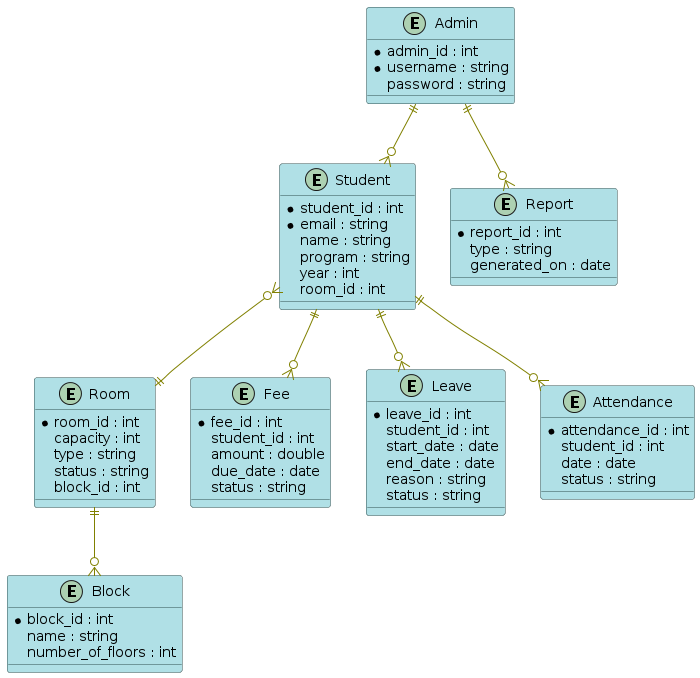 E Admin
admin_id : int
username : string
password : string
E Student
student_id : int
email : string
name : string
program : string
year : int
room_id : int
E Report
report_id : int
type : string
generated_on : date
E Room
room_id : int
capacity : int
type : string
status : string
block_id : int
E Fee
fee_id : int
student_id : int
amount : double
due_date : date
status : string
E Leave
leave_id : int
student_id : int
start_date : date
end_date : date
reason : string
status : string
E Attendance
attendance_id : int
student_id : int
date : date
status : string
E Block
block_id : int
name : string
number_of_floors : int